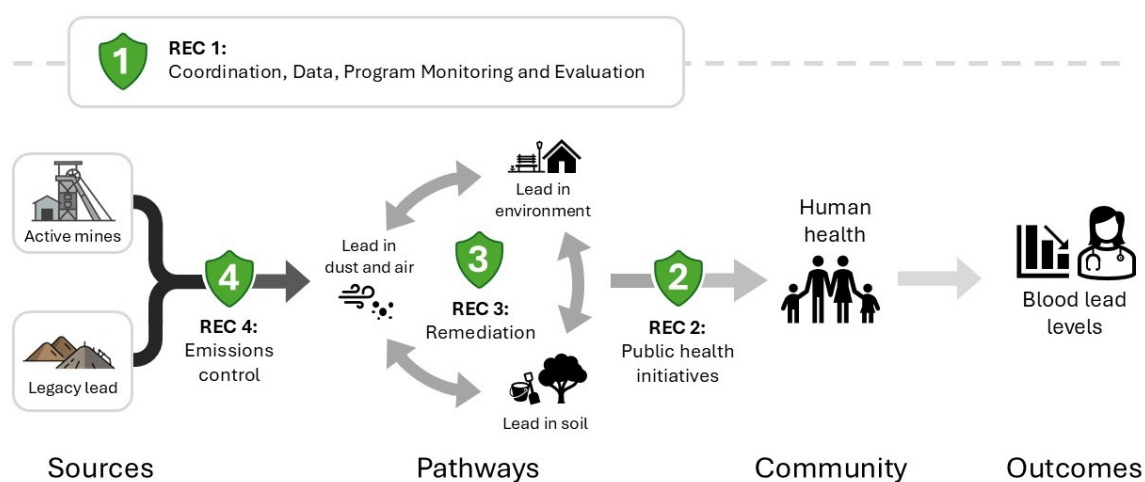 1
REC 1:
Coordination, Data, Program Monitoring and Evaluation
Active mines
Legacy lead
4
REC 4:
Emissions
control
Lead in
dust and air
Lead in
environment
3
REC 3:
Remediation
Lead in soil
2
REC 2:
Public health
initiatives
Human
health
Blood lead
levels
Sources
Pathways
Community
Outcomes